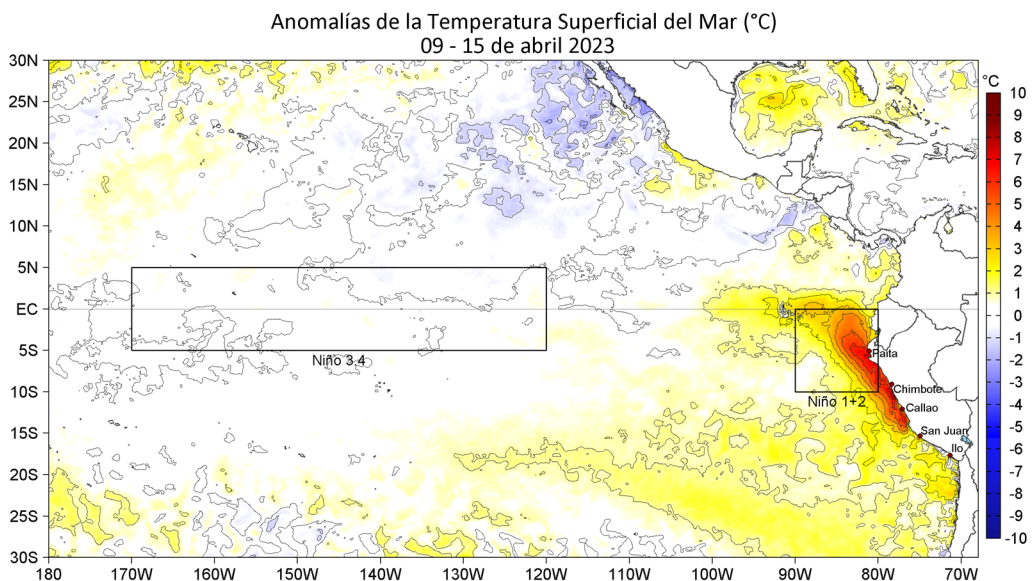 Anomalías de la Temperatura Superficial del Mar (°C)
09 - 15 de abril 2023
30N
25N
20N
15N
10N
5N
EC
5S
10S
15S
20S
25S
30S
180
170W
160W
150W
140W
130W
120W
110W
100W
90W
80W
70W
Niño 3.4
Niño 1+2
Paita
Chimbote
Callao
San Juan
Ilo
°C
10
9
8
7
6
5
4
3
2
1
0
-1
-2
-3
-4
-5
-6
-7
-8
-9
-10